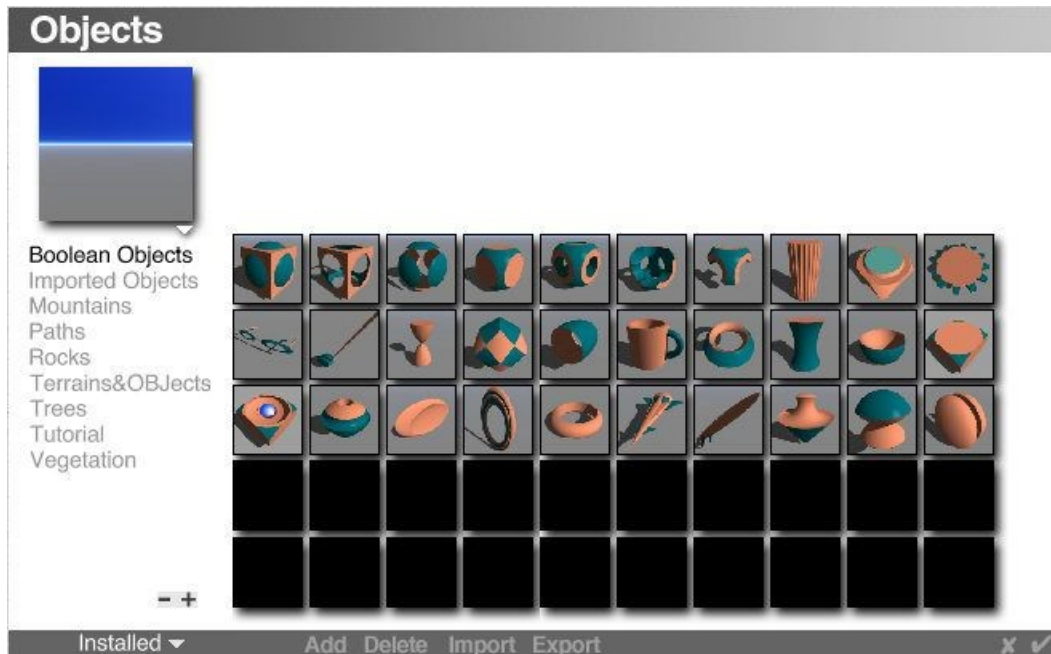 Objects
Boolean Objects
Imported Objects
Mountains
Paths
Rocks
Terrains&OBJects
Trees
Tutorial
Vegetation
- +
Installed Add Delete Import Export